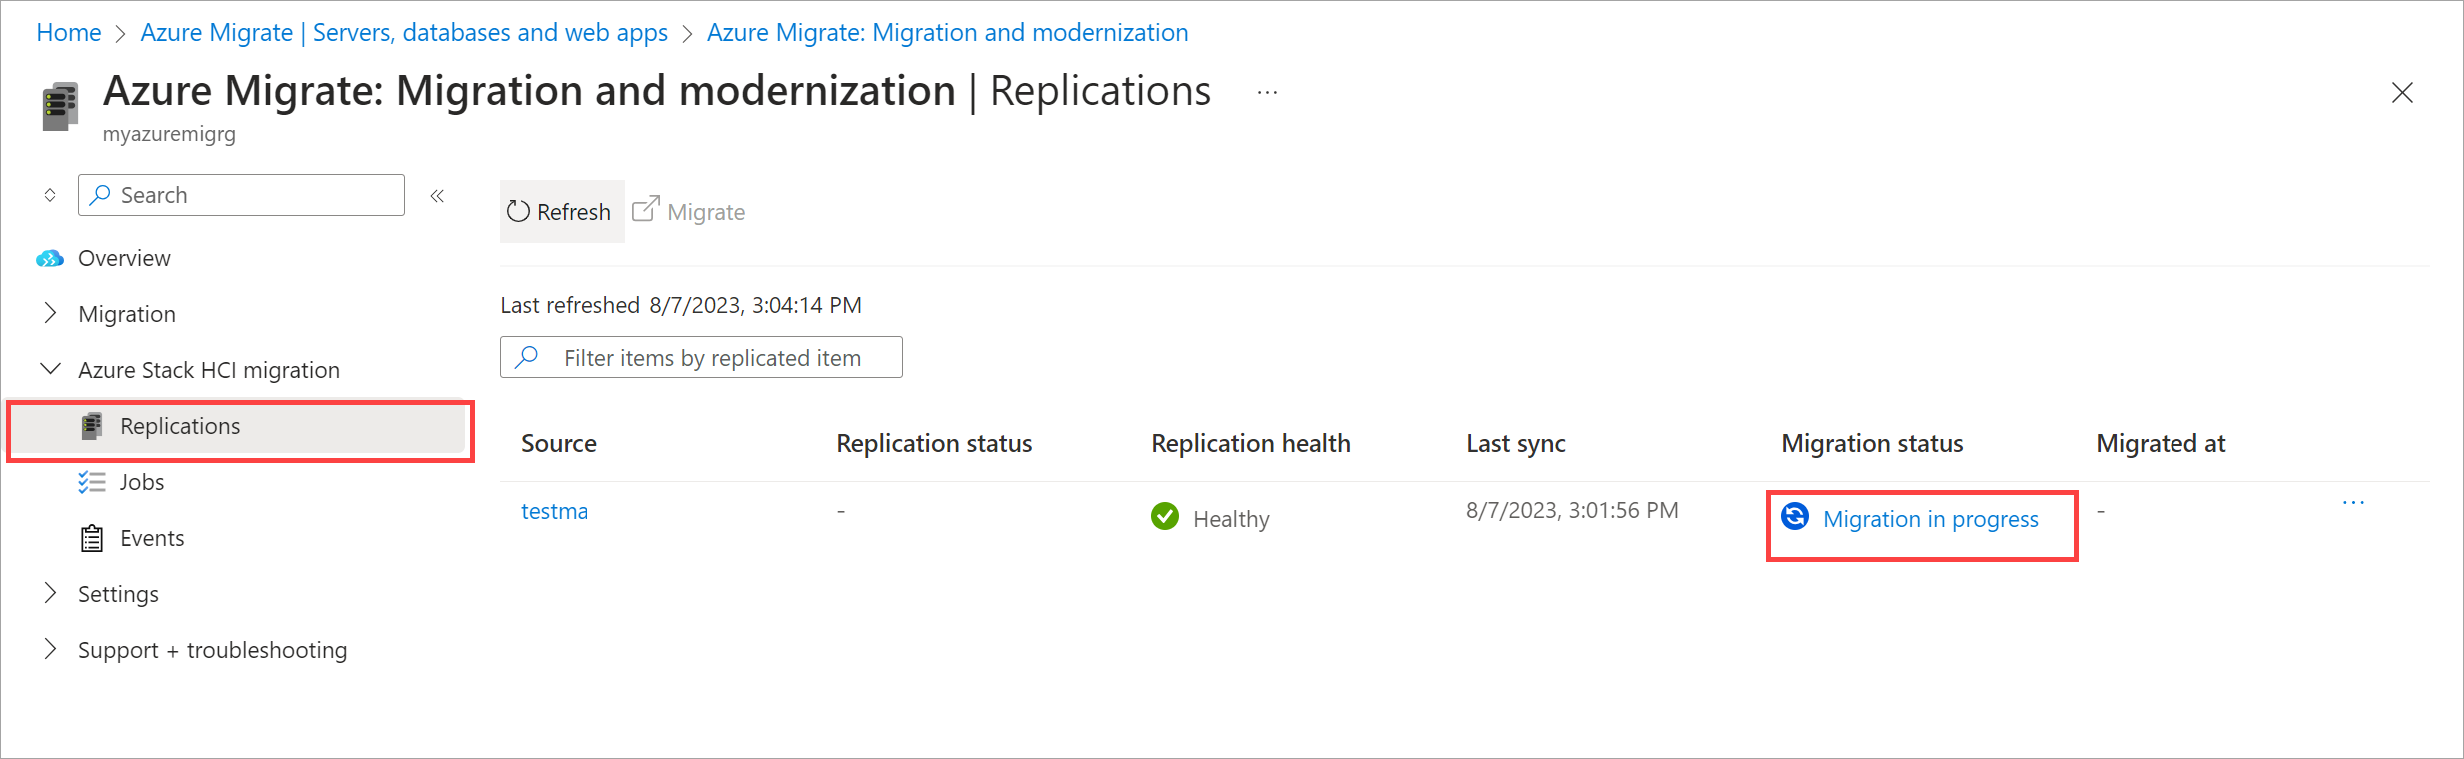 Home > Azure Migrate | Servers, databases and web apps > Azure Migrate: Migration and modernization
Azure Migrate: Migration and modernization | Replications ...
myazuremigrg
Search
Overview
Migration
Azure Stack HCI migration
Replications
Jobs
Events
Settings
Support + troubleshooting
Refresh Migrate
Last refreshed 8/7/2023, 3:04:14 PM
Filter items by replicated item
Source Replication status Replication health Last sync Migration status Migrated at
testma - Healthy 8/7/2023, 3:01:56 PM Migration in progress - ...